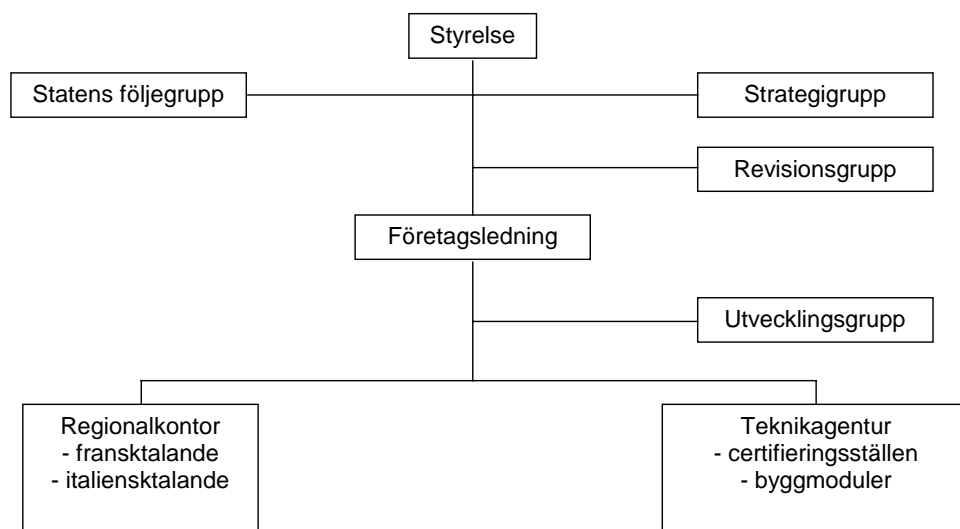 Styrelse
Statens följegrupp
Strategigrupp
Revisionsgrupp
Företagsledning
Utvecklingsgrupp
Regionalkontor
- fransktalande
- italiensktalande
Teknikagentur
- certifieringsställen
- byggmoduler